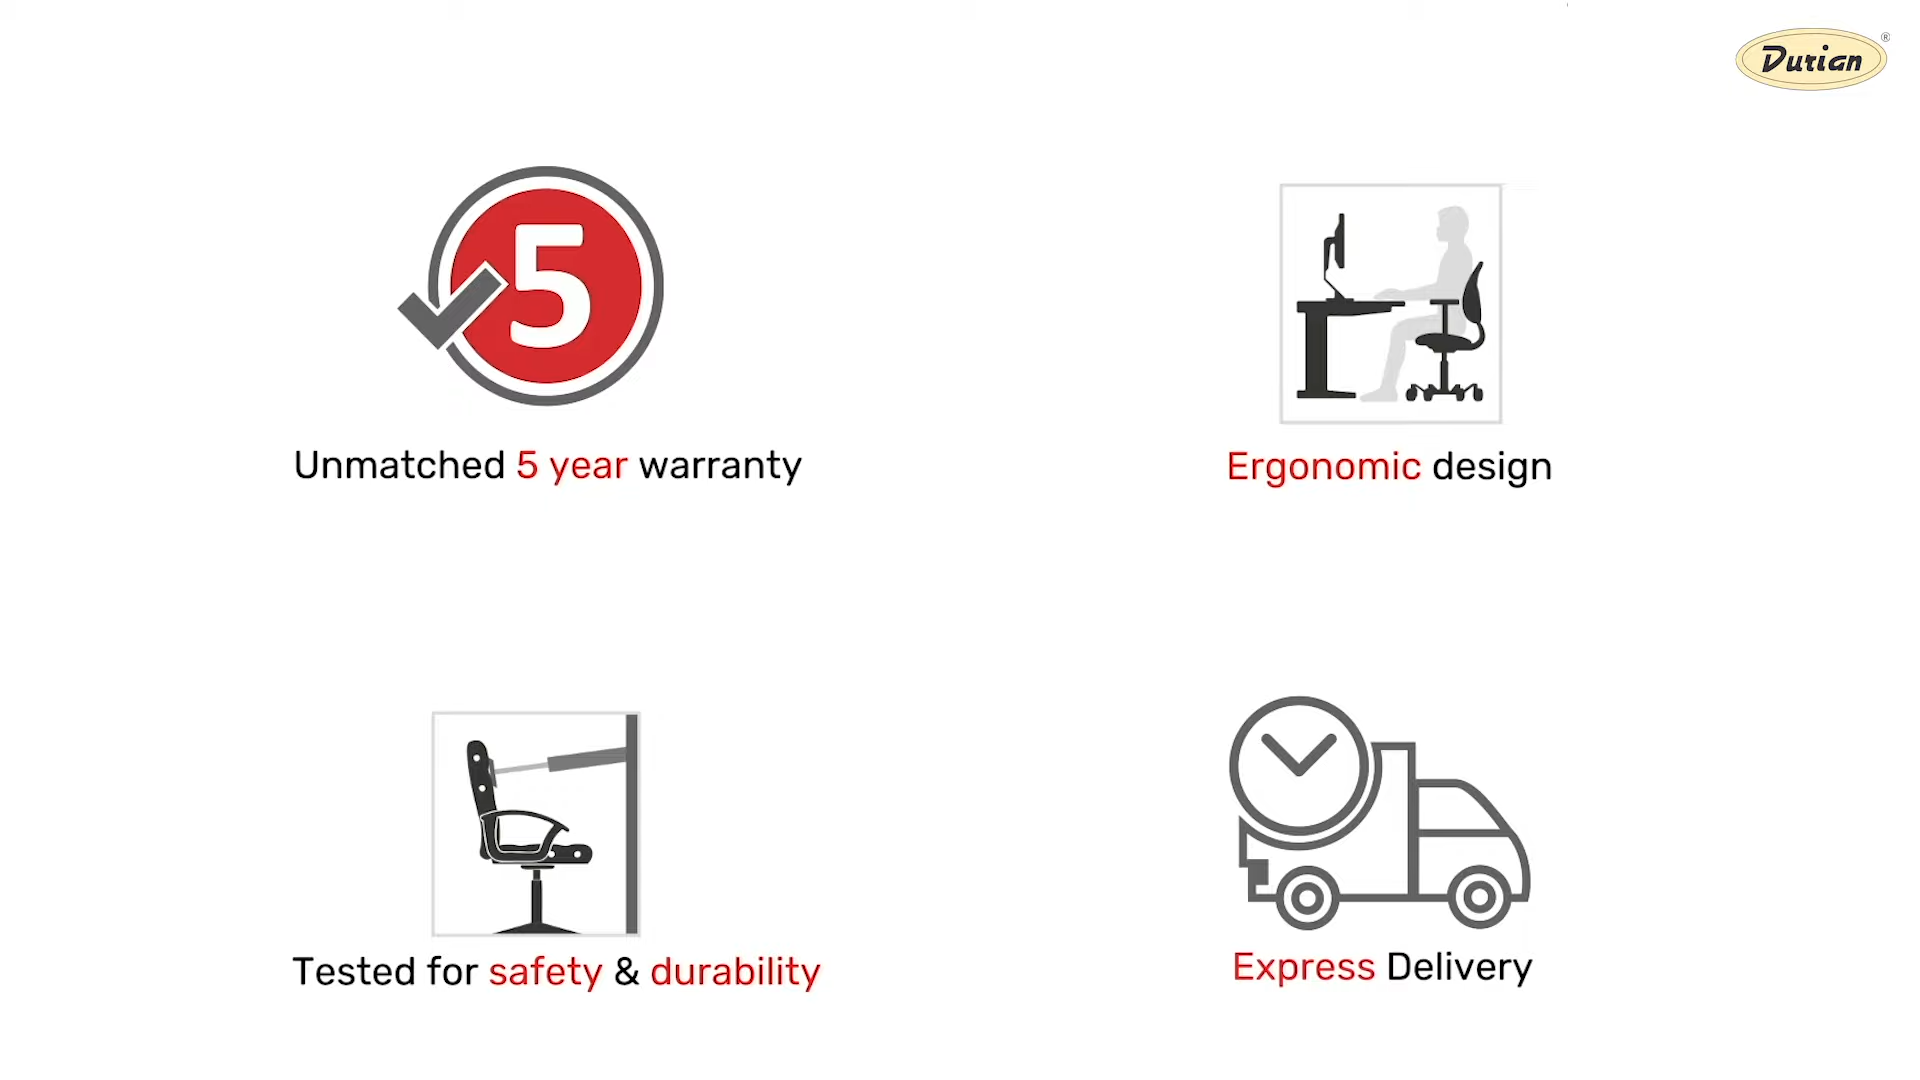 Durian ®
5
Unmatched 5 year warranty
Ergonomic design
Tested for safety & durability
Express Delivery